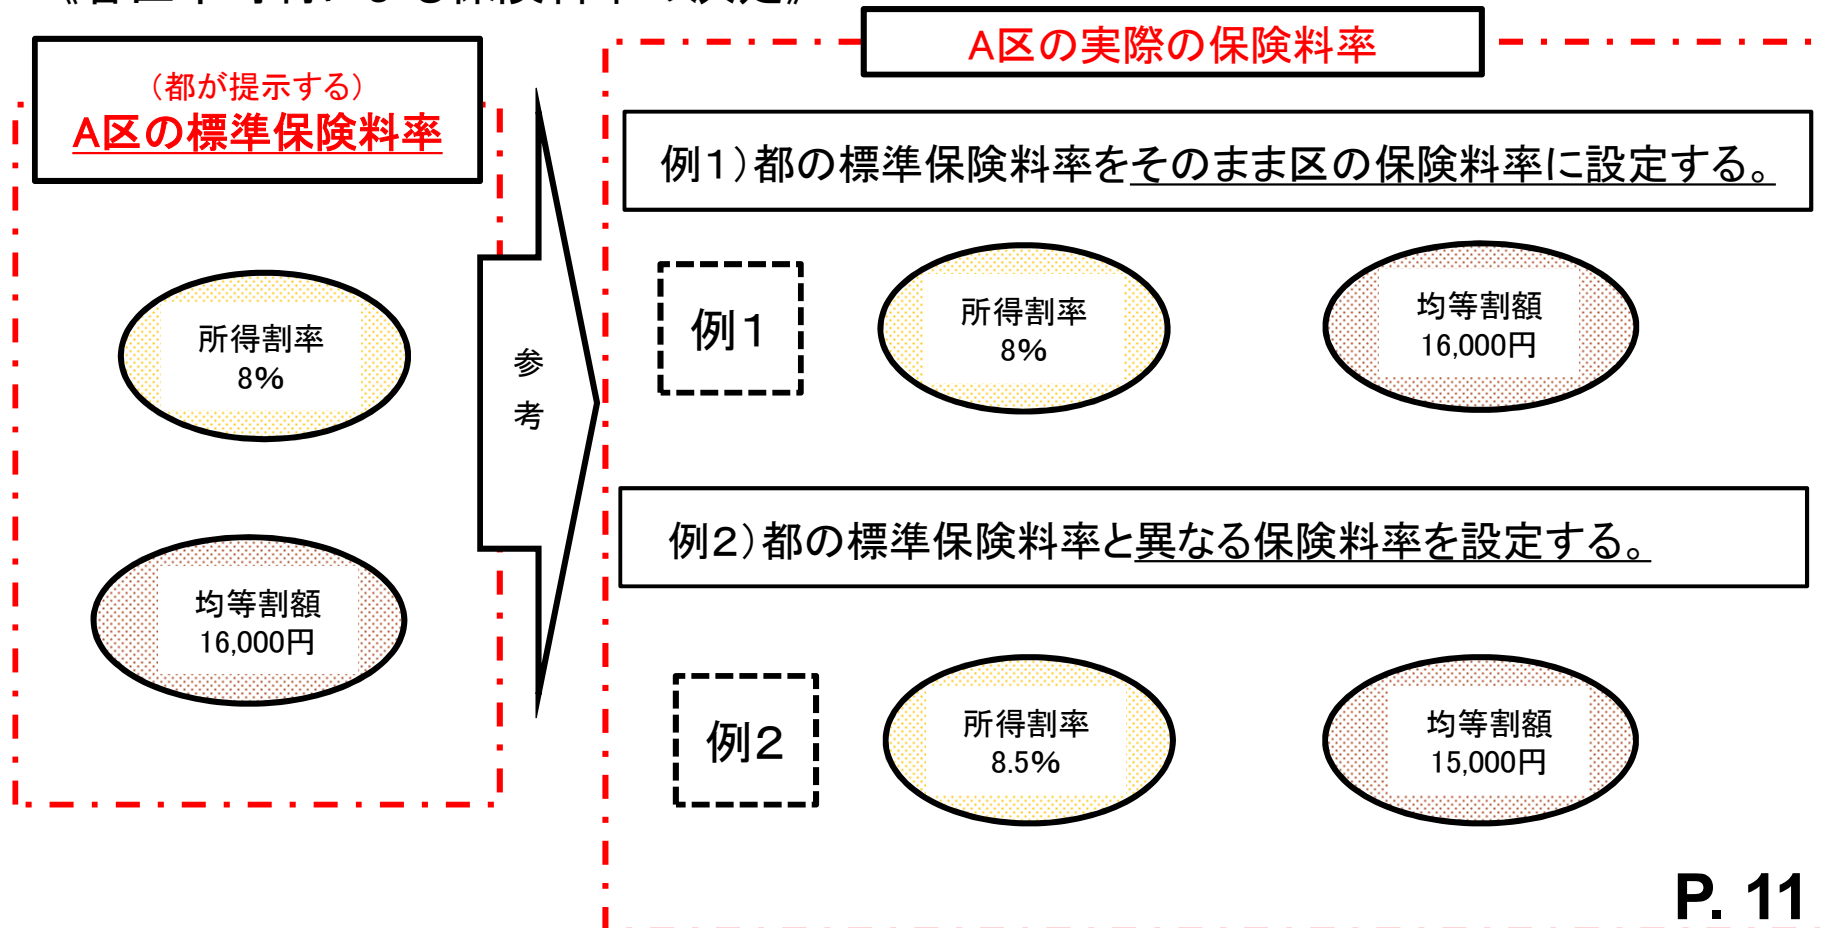 (都が提示する)
A区の標準保険料率
所得割率
8%
均等割額
16,000円
参
考
A区の実際の保険料率
例1)都の標準保険料率をそのまま区の保険料率に設定する。
例1
所得割率
8%
均等割額
16,000円
例2)都の標準保険料率と異なる保険料率を設定する。
例2
所得割率
8.5%
均等割額
15,000円
P. 11